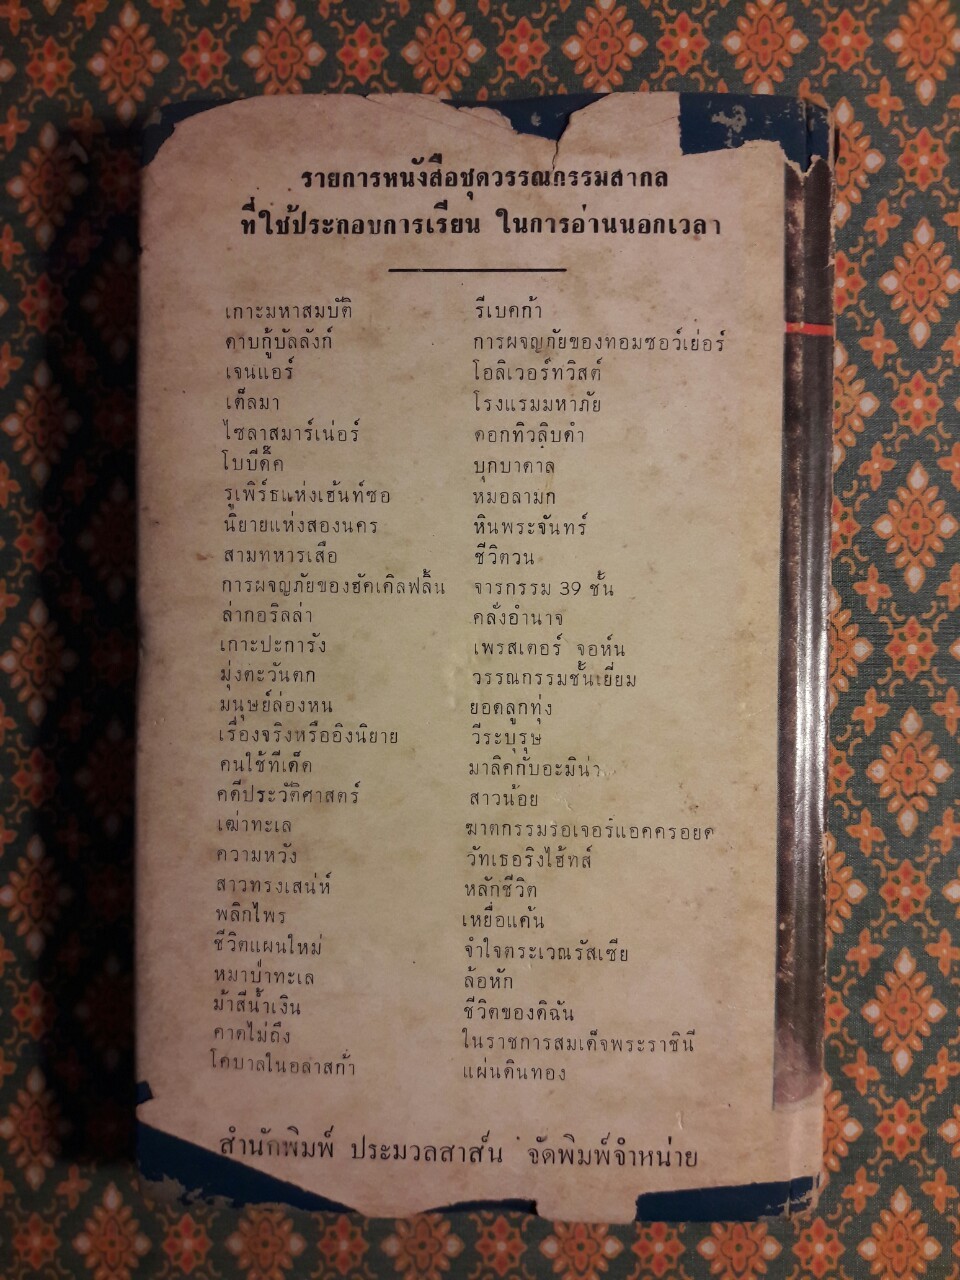 รายการหนังสือชุดวรรณกรรมสากล
ที่ใช้ประกอบการเรียน ในการอ่านนอกเวลา
เกาะมหาสมบัติ
ดาบกู้บัลลังก์
เจนแอร์
เต็ลมา
ไซลาสมาร์เน่อร์
โบบีดิ๊ค
รูเพิร์ธแห่งเฮ้นท์ซอ
นิยายแห่งสองนคร
สามทหารเสือ
การผจญภัยของฮัคเคิลฟลิ้น
ล่ากอริลล่า
เกาะปะการัง
มุ่งตะวันตก
มนุษย์ล่องหน
เรื่องจริงหรืออิงนิยาย
คนใช้ทีเด็ด
คดีประวัติศาสตร์
เฒ่าทะเล
ความหวัง
สาวทรงเสน่ห์
พลิกไพร
ชีวิตแผนใหม่
หมาป่าทะเล
ม้าสีน้ำเงิน
คาดไม่ถึง
โคบาลในอลาสก้า
รีเบคก้า
การผจญภัยของทอมซอว์เย่อร์
โอลิเวอร์ทวิสต์
โรงแรมมหาภัย
ดอกทิวลิบดำ
บุกบาดาล
หมอลามก
หินพระจันทร์
ชีวิตวน
จารกรรม 39 ชั้น
คลั่งอำนาจ
เพรสเตอร์ จอห์น
วรรณกรรมชั้นเยี่ยม
ยอดลูกทุ่ง
วีระบุรุษ
มาลิคกับอะมิน่า
สาวน้อย
ฆาตกรรมรอเจอร์แอคครอยด
วัทเธอริงไฮ้ทส์
หลักชีวิต
เหยื่อแค้น
จำใจตระเวณรัสเซีย
ล้อหัก
ชีวิตของดิฉัน
ในราชการสมเด็จพระราชินี
แผ่นดินทอง
สำนักพิมพ์ ประมวลสาส์น จัดพิมพ์จำหน่าย